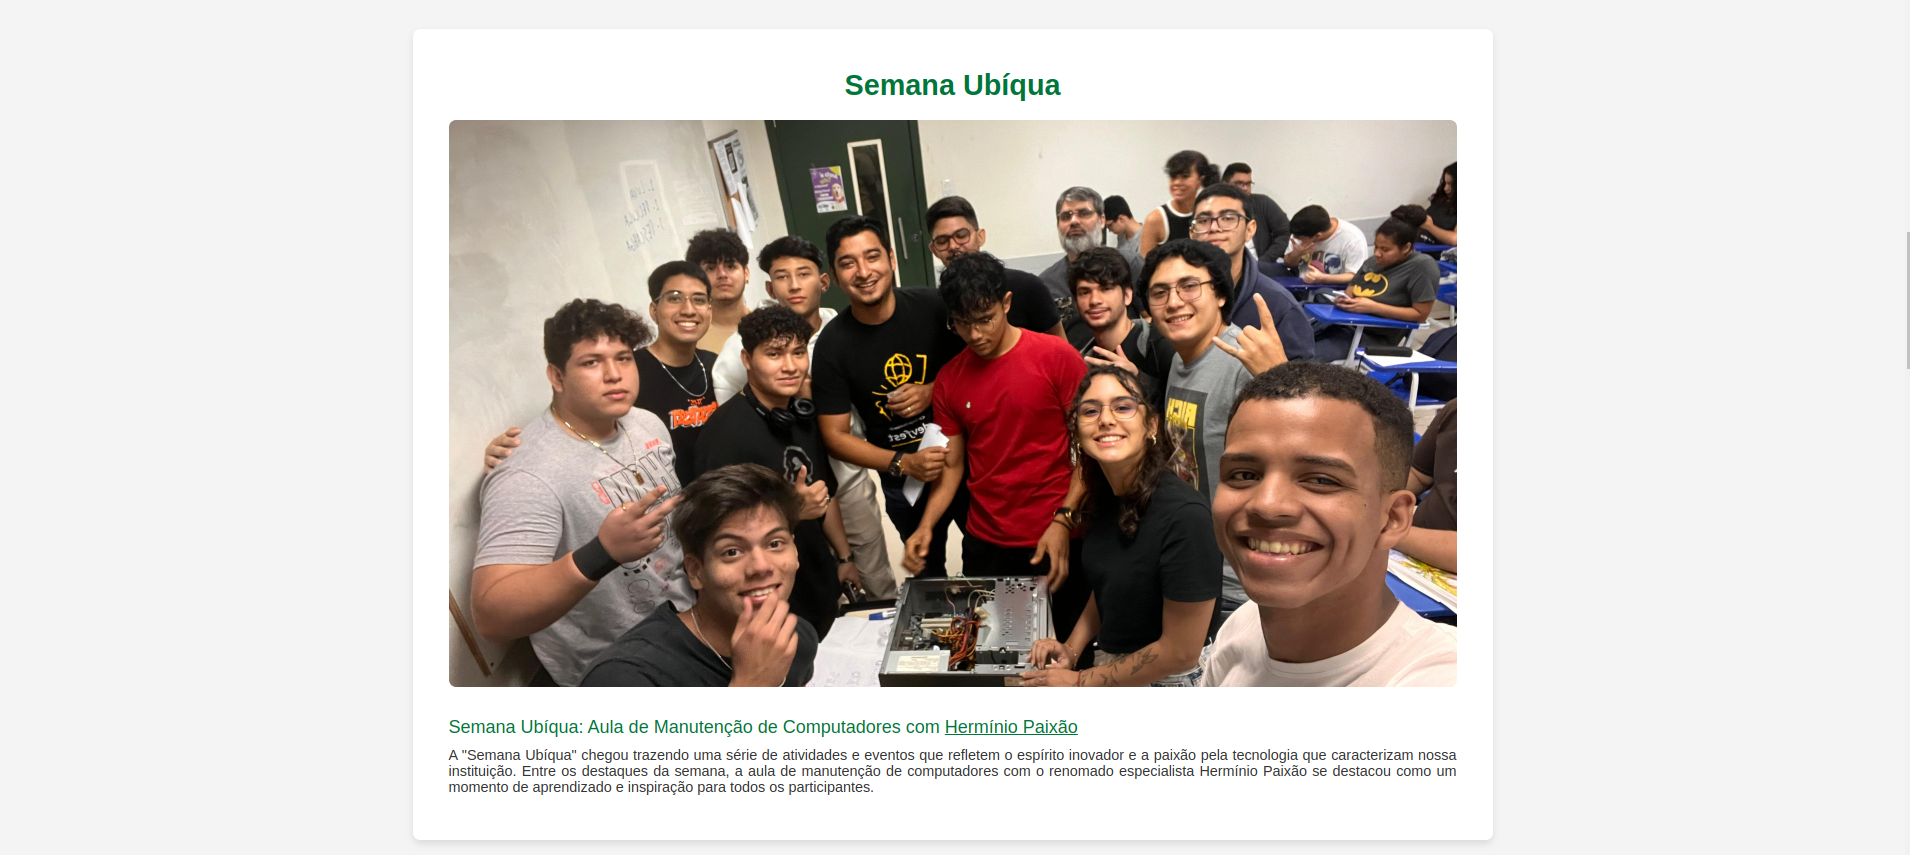 Semana Ubíqua
devfest
Semana Ubíqua: Aula de Manutenção de Computadores com Hermínio Paixão
A "Semana Ubíqua" chegou trazendo uma série de atividades e eventos que refletem o espírito inovador e a paixão pela tecnologia que caracterizam nossa
instituição. Entre os destaques da semana, a aula de manutenção de computadores com o renomado especialista Hermínio Paixão se destacou como um
momento de aprendizado e inspiração para todos os participantes.